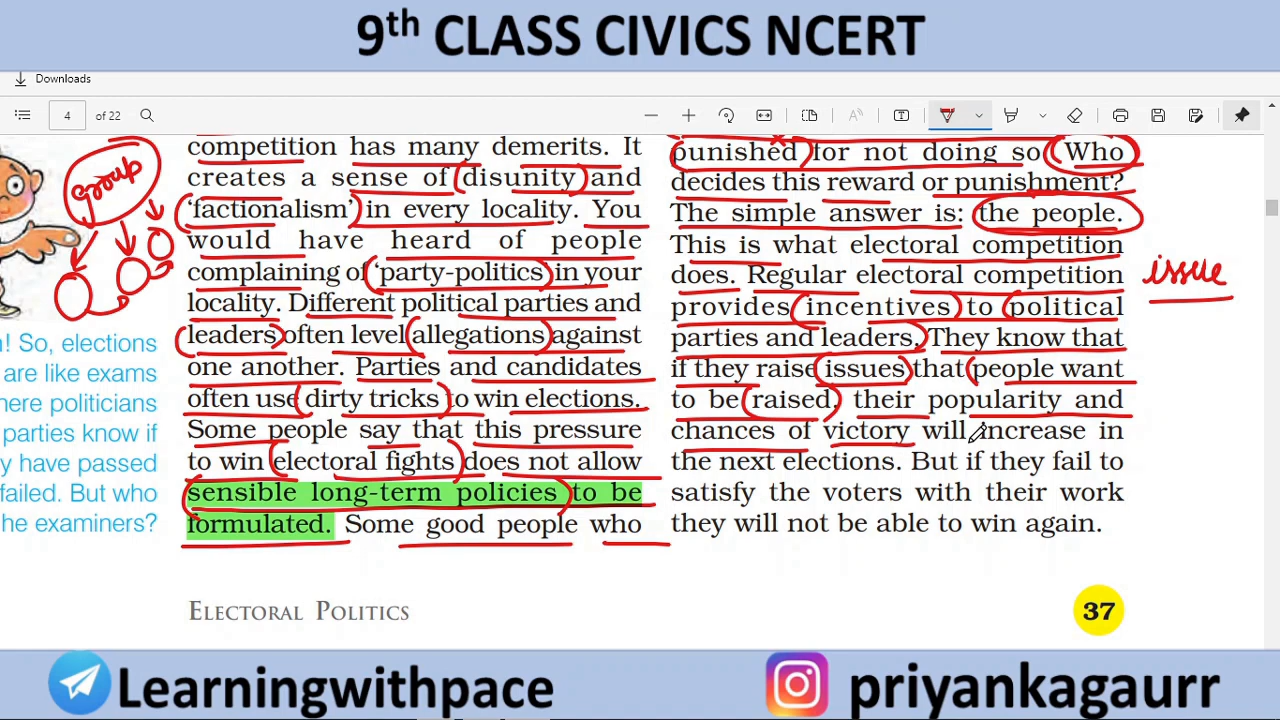 9th CLASS CIVICS NCERT
Downloads
4 of 22
group
! So, elections
are like exams
here politicians
parties know if
y have passed
failed. But who
he examiners?
competition has many demerits. It
creates a sense of disunity and
‘factionalism’ in every locality. You
would have heard of people
complaining of ‘party-politics’ in your
locality. Different political parties and
leaders often level allegations against
one another. Parties and candidates
often use dirty tricks to win elections.
Some people say that this pressure
to win electoral fights does not allow
sensible long-term policies to be
formulated. Some good people who
punished for not doing so. Who
decides this reward or punishment?
The simple answer is: the people.
This is what electoral competition
does. Regular electoral competition
provides incentives to political
parties and leaders. They know that
if they raise issues that people want
to be raised, their popularity and
chances of victory will increase in
the next elections. But if they fail to
satisfy the voters with their work
they will not be able to win again.
issue
ELECTORAL POLITICS
37
Learningwithpace
priyankagaurr